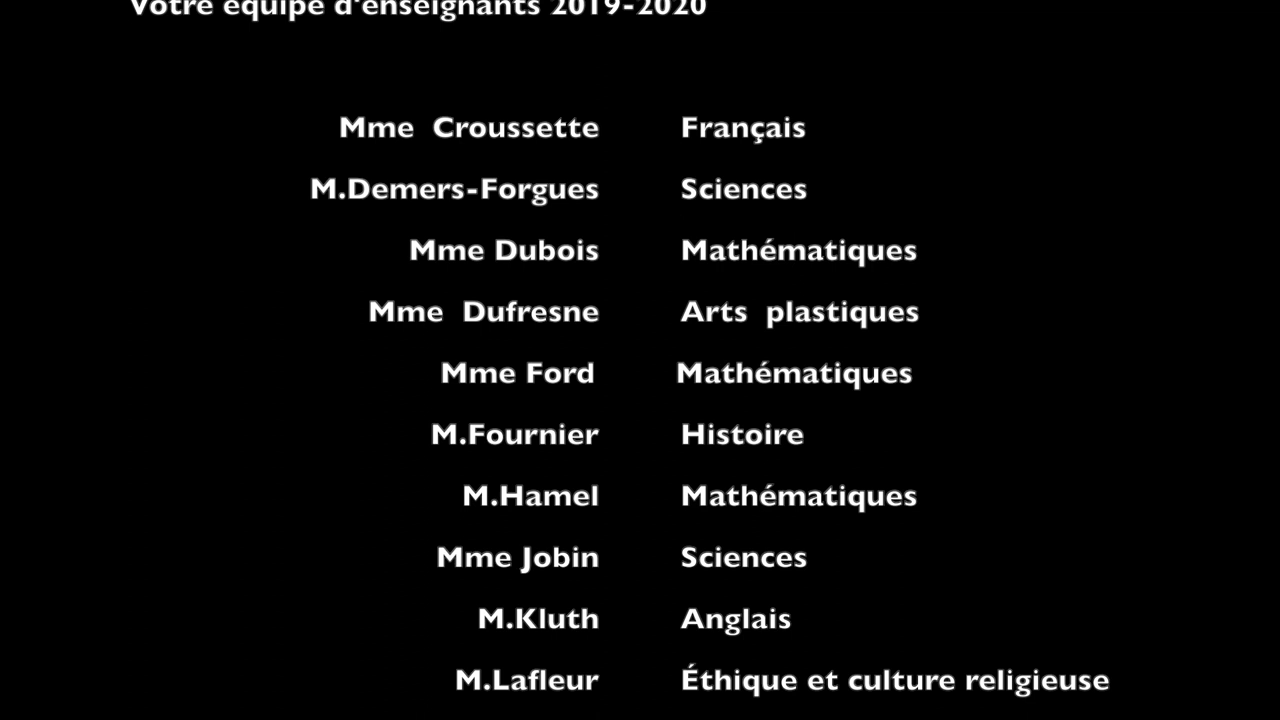 Votre équipe d'enseignants 2019-2020
Mme Croussette Français
M.Demers-Forgues Sciences
Mme Dubois Mathématiques
Mme Dufresne Arts plastiques
Mme Ford Mathématiques
M.Fournier Histoire
M.Hamel Mathématiques
Mme Jobin Sciences
M.Kluth Anglais
M.Lafleur Éthique et culture religieuse